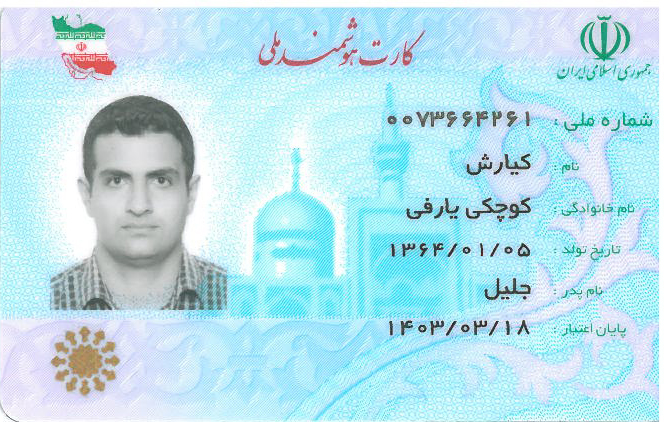 کارت هوشمند ملی
جمهوری اسلامی ایران
شماره ملی : ۰۰۷۳۶۶۴۲۶۱
نام : کیارش
نام خانوادگی : کوچکی یارفی
تاریخ تولد : ۱۳۶۴/۰۱/۰۵
نام پدر : جلیل
پایان اعتبار : ۱۴۰۳/۰۳/۱۸